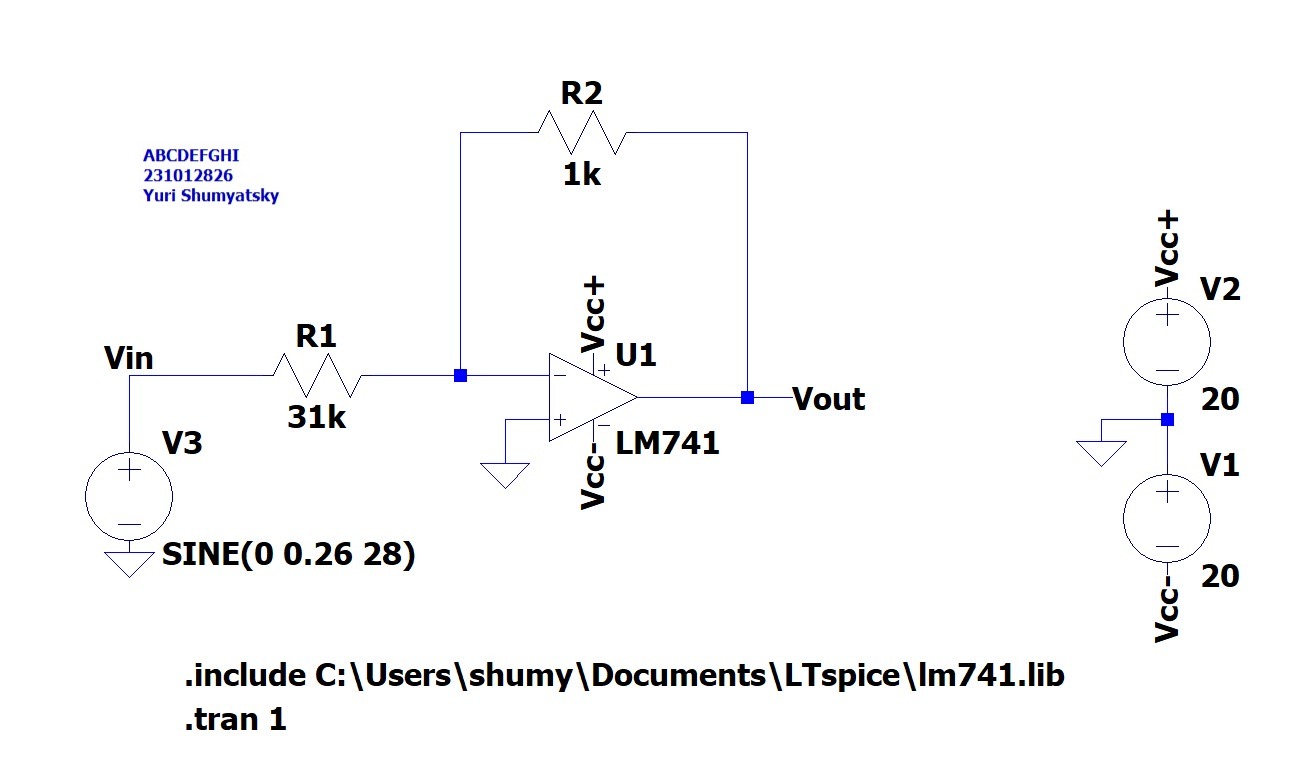 R2
1k
ABCDEFGHI
231012826
Yuri Shumyatsky
Vcc+
V2
20
Vcc+
U1
R1
Vin
31k
Vout
LM741
Vcc-
V3
SINE(0 0.26 28)
V1
20
Vcc-
.include C:\Users\shumy\Documents\LTspice\lm741.lib
.tran 1